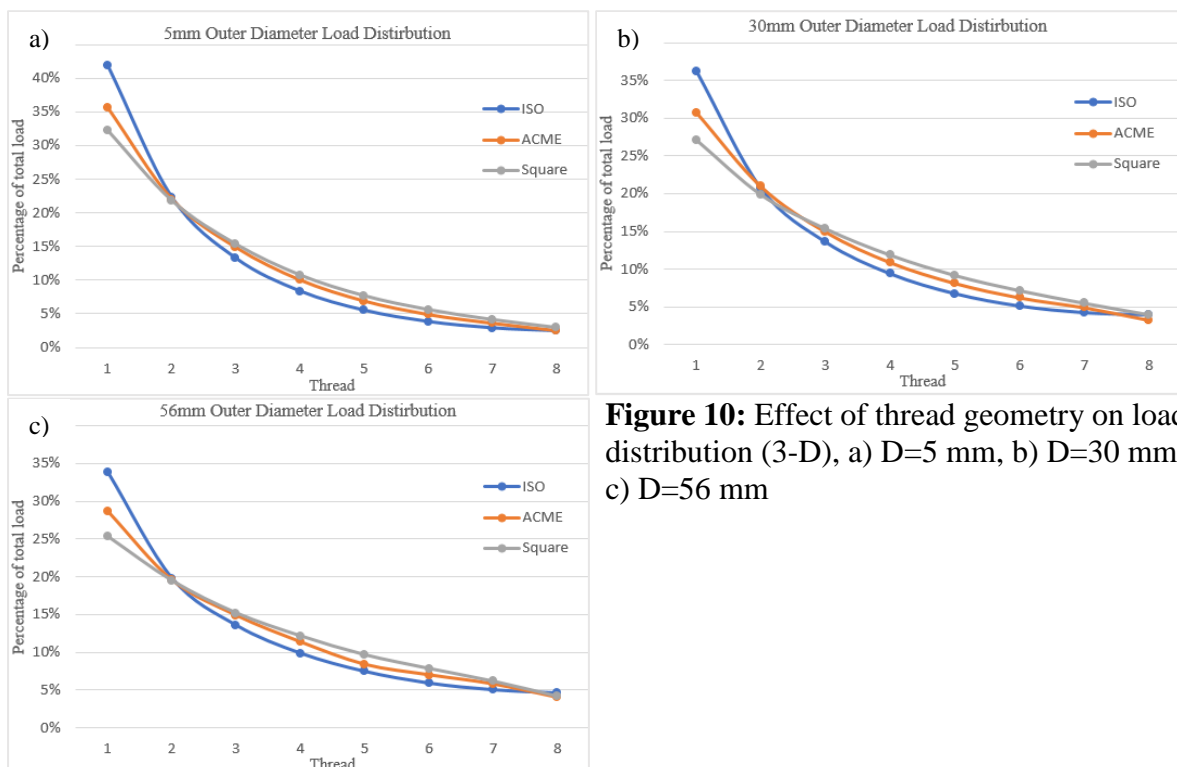 a)
5mm Outer Diameter Load Distirbution
Percentage of total load
40%
35%
30%
25%
20%
15%
10%
5%
0%
ISO
ACME
Square
1 2 3 4 5 6 7 8
Thread
b)
30mm Outer Diameter Load Distirbution
Percentage of total load
35%
30%
25%
20%
15%
10%
5%
0%
ISO
ACME
Square
1 2 3 4 5 6 7 8
Thread
c)
56mm Outer Diameter Load Distirbution
Percentage of total load
35%
30%
25%
20%
15%
10%
5%
0%
ISO
ACME
Square
1 2 3 4 5 6 7 8
Thread
Figure 10: Effect of thread geometry on load
distribution (3-D), a) D=5 mm, b) D=30 mm
c) D=56 mm